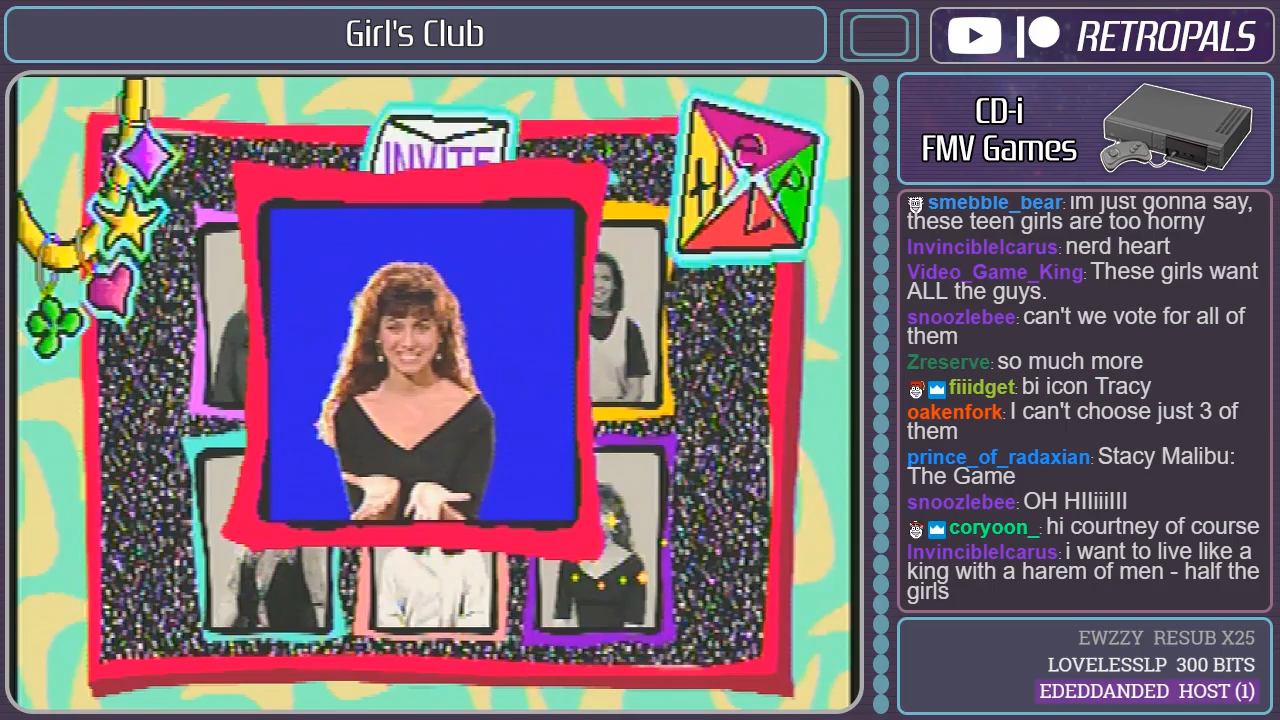 Girl's Club
RETROPALS
INVITE
HELP
CD-i
FMV Games
smebble_bear: im just gonna say,
these teen girls are too horny
InvincibleIcarus: nerd heart
Video_Game_King: These girls want
ALL the guys.
snoozlebee: can't we vote for all of
them
Zreserve: so much more
fiiidget: bi icon Tracy
oakenfork: I can't choose just 3 of
them
prince_of_radaxian: Stacy Malibu:
The Game
snoozlebee: OH HIIiiiIII
coryoon_: hi courtney of course
InvincibleIcarus: i want to live like a
king with a harem of men - half the
girls
EWZZY RESUB X25
LOVELESSLP 300 BITS
EDEDDANDED HOST (1)